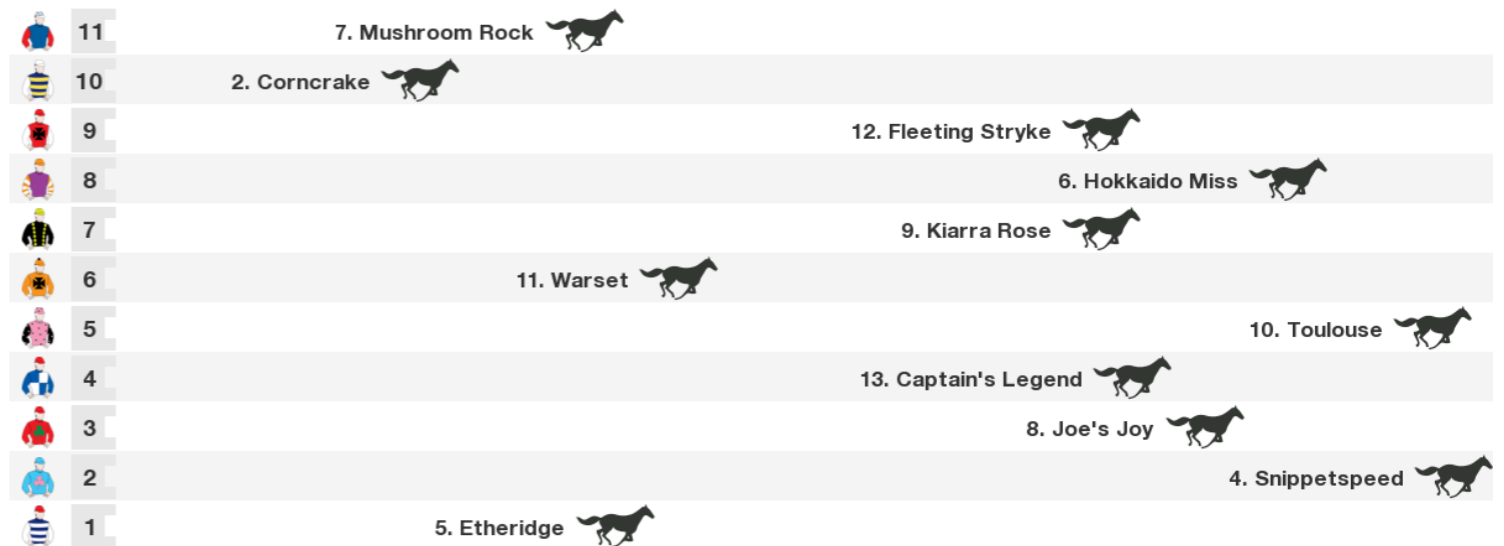 11 7. Mushroom Rock
10 2. Corncrake
9 12. Fleeting Stryke
8 6. Hokkaido Miss
7 9. Kiarra Rose
6 11. Warset
5 10. Toulouse
4 13. Captain's Legend
3 8. Joe's Joy
2 4. Snippetspeed
1 5. Etheridge